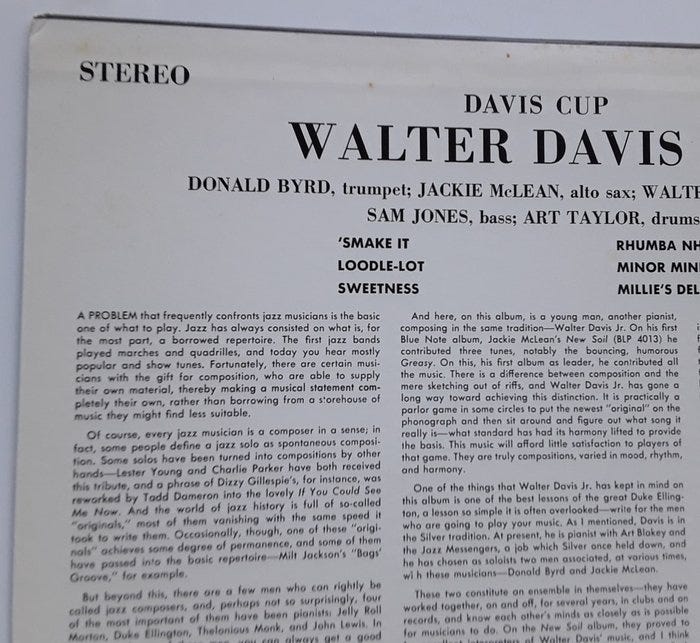 STEREO
DAVIS CUP
WALTER DAVIS
DONALD BYRD, trumpet; JACKIE McLEAN, alto sax; WALTE
SAM JONES, bass; ART TAYLOR, drums
'SMAKE IT
LOODLE-LOT
SWEETNESS
RHUMBA NH
MINOR MIN
MILLIE'S DEL
A PROBLEM that frequently confronts jazz musicians is the basic
one of what to play. Jazz has always consisted on what is, for
the most part, a borrowed repertoire. The first jazz bands
played marches and quadrilles, and today you hear mostly
popular and show tunes. Fortunately, there are certain musi-
cians with the gift for composition, who are able to supply
their own material, thereby making a musical statement com-
pletely their own, rather than borrowing from a storehouse of
music they might find less suitable.
Of course, every jazz musician is a composer in a sense; in
fact, some people define a jazz solo as spontaneous composi-
tion. Some solos have been turned into compositions by other
hands—Lester Young and Charlie Parker have both received
this tribute, and a phrase of Dizzy Gillespie's, for instance, was
reworked by Tadd Dameron into the lovely If You Could See
Me Now. And the world of jazz history is full of so-called
"originals," most of them vanishing with the same speed it
took to write them. Occasionally, though, one of these "origi-
nals" achieves some degree of permanence, and some of them
have passed into the basic repertoire—Milt Jackson's "Bags'
Groove," for example.
But beyond this, there are a few men who can rightly be
called jazz composers, and, perhaps not so surprisingly, four
of the most important of them have been pianists: Jelly Roll
Morton, Duke Ellington, Thelonious Monk, and John Lewis. In
you can always get a good
And here, on this album, is a young man, another pianist,
composing in the same tradition—Walter Davis Jr. On his first
Blue Note album, Jackie McLean's New Soil (BLP 4013) he
contributed three tunes, notably the bouncing, humorous
Greasy. On this, his first album as leader, he contributed all
the music. There is a difference between composition and the
mere sketching out of riffs, and Walter Davis Jr. has gone a
long way toward achieving this distinction. It is practically a
parlor game in some circles to put the newest "original" on the
phonograph and then sit around and figure out what song it
really is—what standard has had its harmony lifted to provide
the basis. This music will afford little satisfaction to players of
that game. They are truly compositions, varied in mood, rhythm,
and harmony.
One of the things that Walter Davis Jr. has kept in mind on
this album is one of the best lessons of the great Duke Elling-
ton, a lesson so simple it is often overlooked—write for the men
who are going to play your music. As I mentioned, Davis is in
the Silver tradition. At present, he is pianist with Art Blakey and
the Jazz Messengers, a job which Silver once held down, and
he has chosen as soloists two men associated, at various times,
wi h these musicians—Donald Byrd and Jackie McLean.
These two constitute an ensemble in themselves—they have
worked together, on and off, for several years, in clubs and on
records, and know each other's minds as closely as is possible
for musicians to do. On the New Soil album, they proved to
Davis' music, and I th